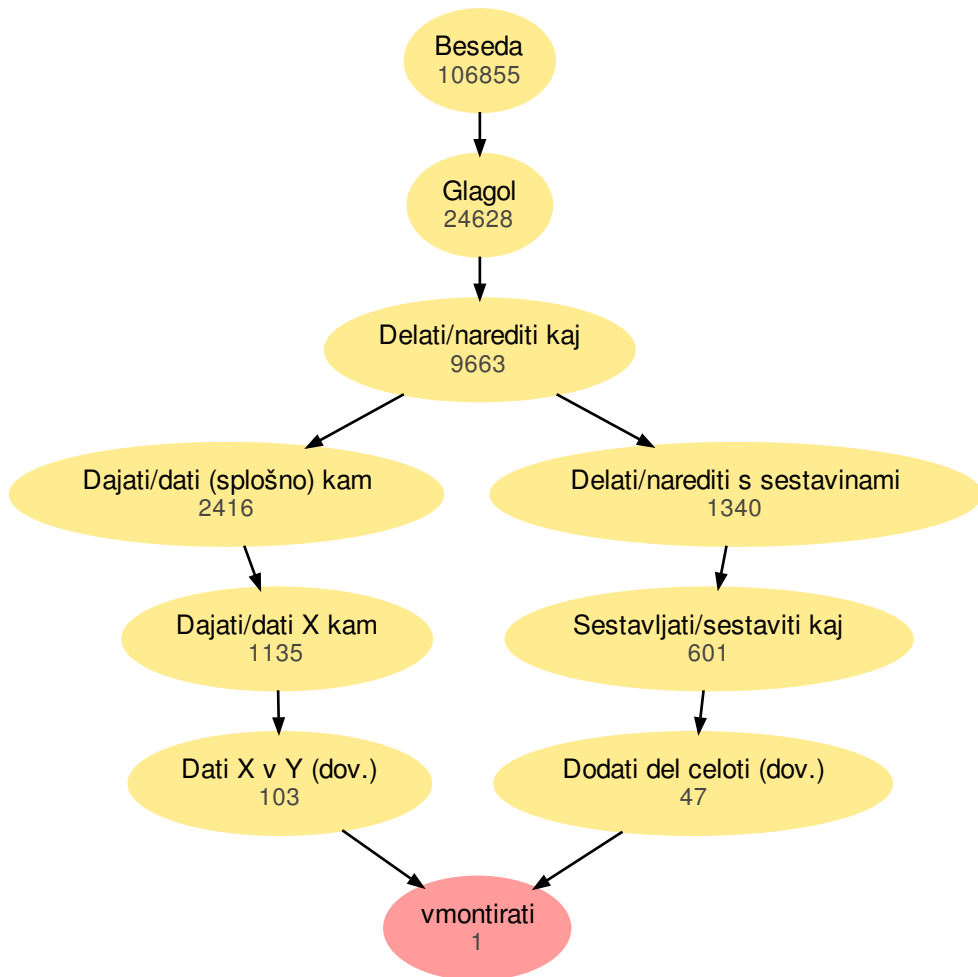 Beseda
106855
Glagol
24628
Delati/narediti kaj
9663
Dajati/dati (splošno) kam
2416
Delati/narediti s sestavinami
1340
Dajati/dati X kam
1135
Sestavljati/sestaviti kaj
601
Dati X v Y (dov.)
103
Dodati del celoti (dov.)
47
vmontirati
1